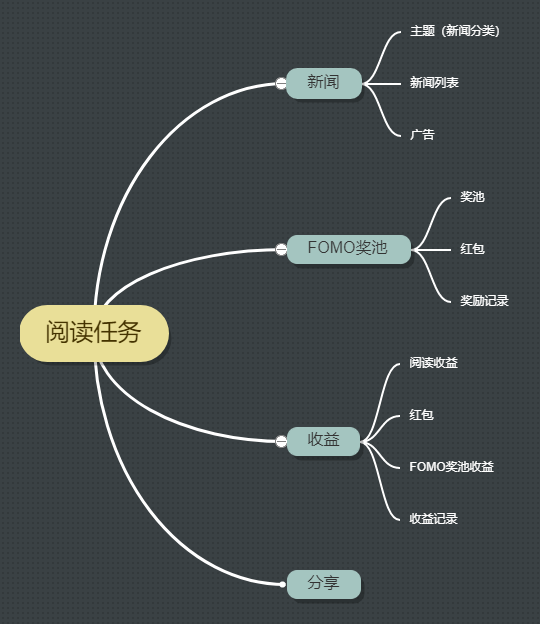 阅读任务
新闻
主题（新闻分类）
新闻列表
广告
FOMO奖池
奖池
红包
奖励记录
收益
阅读收益
红包
FOMO奖池收益
收益记录
分享